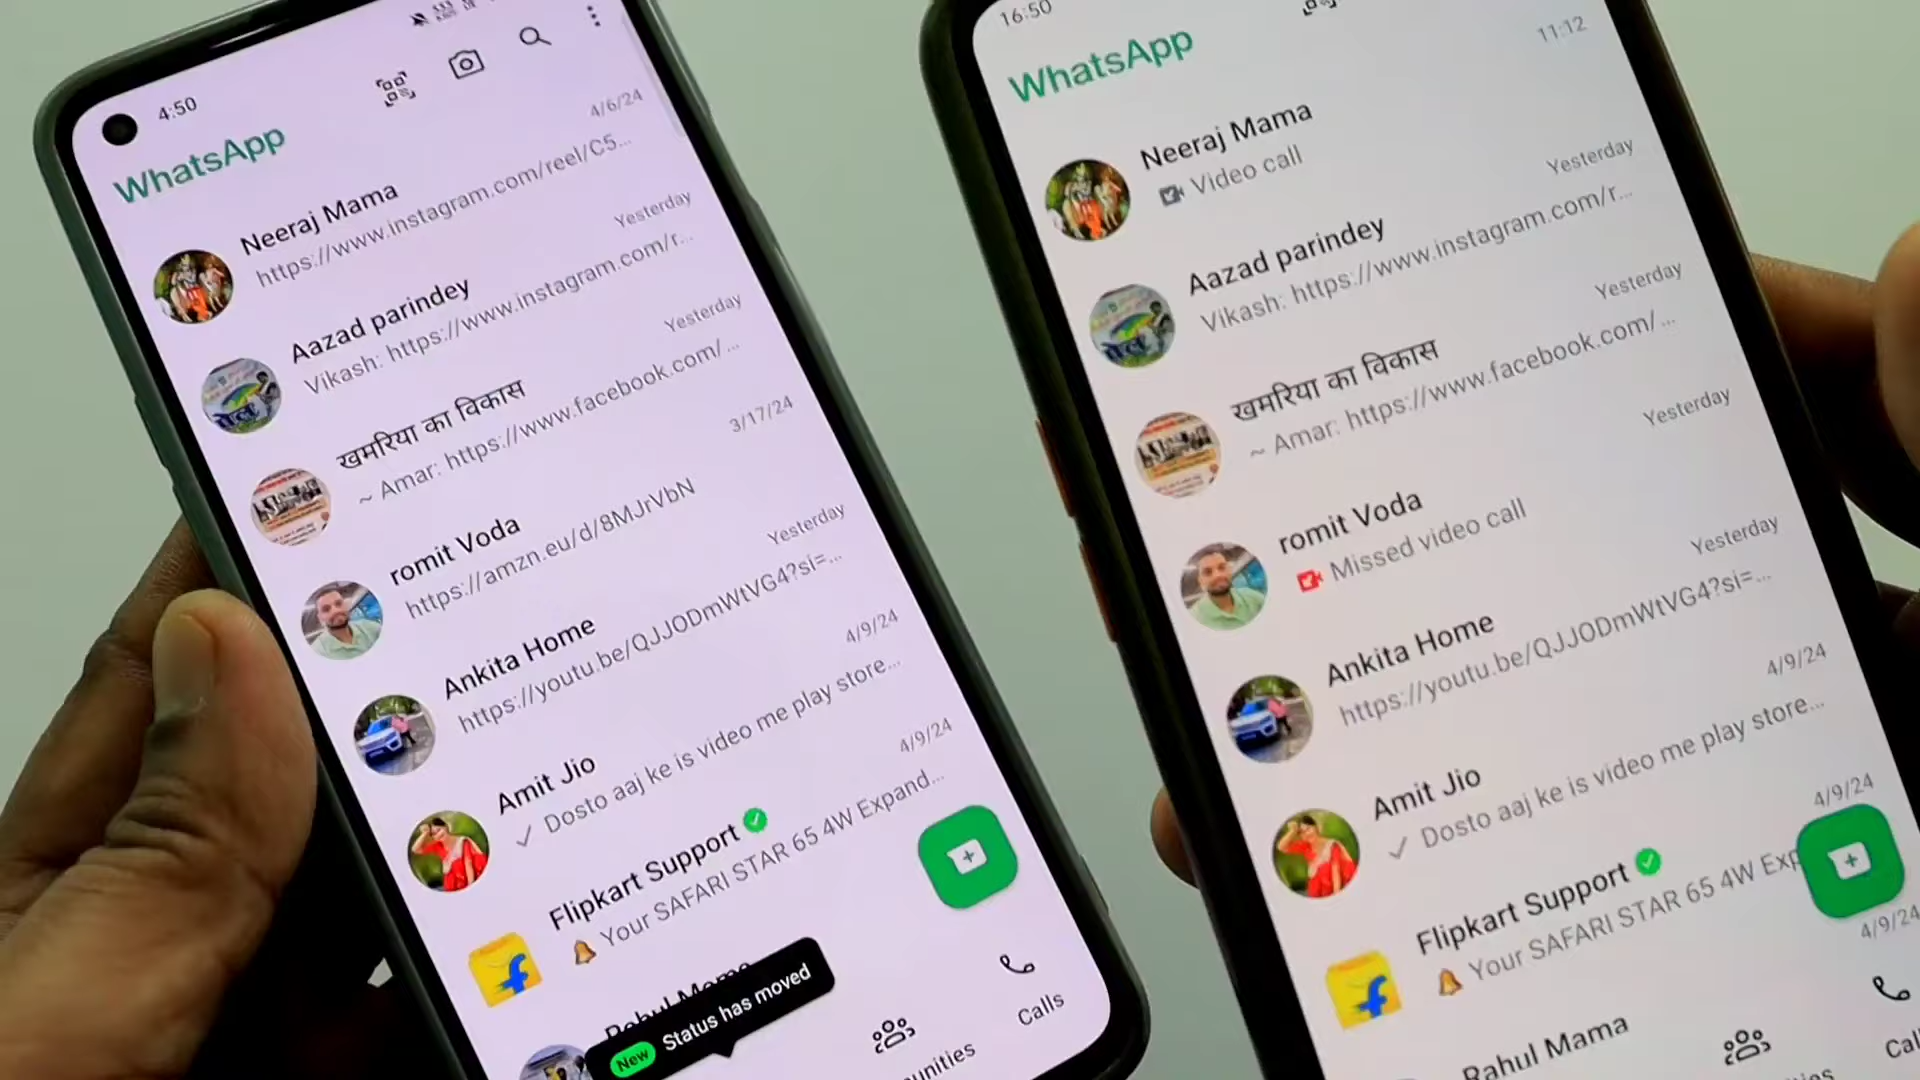 4:50
WhatsApp
Neeraj Mama
4/6/24
https://www.instagram.com/reel/C5...
Aazad parindey
Yesterday
Vikash: https://www.instagram.com/r...
खमरिया का विकास
Yesterday
~ Amar: https://www.facebook.com/...
romit Voda
3/17/24
https://amzn.eu/d/8MJrVbN
Ankita Home
Yesterday
https://youtu.be/QJJODmWtVG4?si=...
Amit Jio
4/9/24
✓ Dosto aaj ke is video me play store...
Flipkart Support
4/9/24
Your SAFARI STAR 65 4W Expand...
New Status has moved
Calls
16:50
WhatsApp
Neeraj Mama
11:12
Video call
Aazad parindey
Yesterday
Vikash: https://www.instagram.com/r...
खमरिया का विकास
Yesterday
~ Amar: https://www.facebook.com/...
romit Voda
Yesterday
Missed video call
Ankita Home
Yesterday
https://youtu.be/QJJODmWtVG4?si=...
Amit Jio
4/9/24
✓ Dosto aaj ke is video me play store...
Flipkart Support
4/9/24
Your SAFARI STAR 65 4W Exp
Rahul Mama
4/9/24